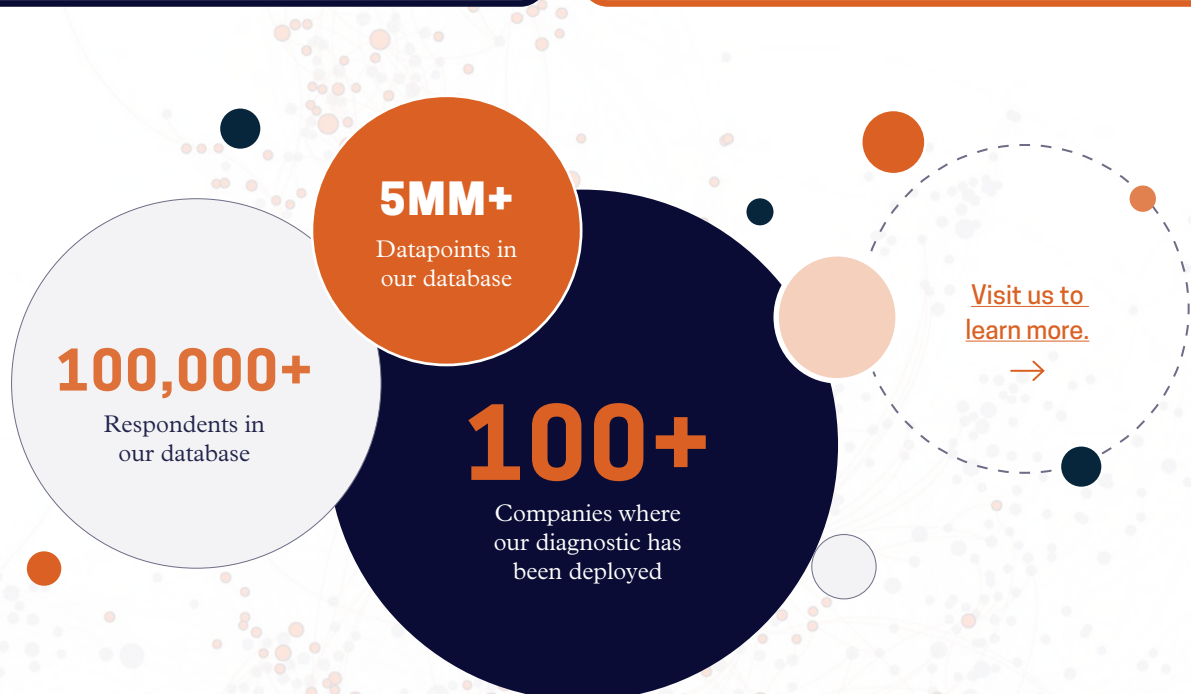 5MM+
Datapoints in
our database
100,000+
Respondents in
our database
100+
Companies where
our diagnostic has
been deployed
Visit us to
learn more.